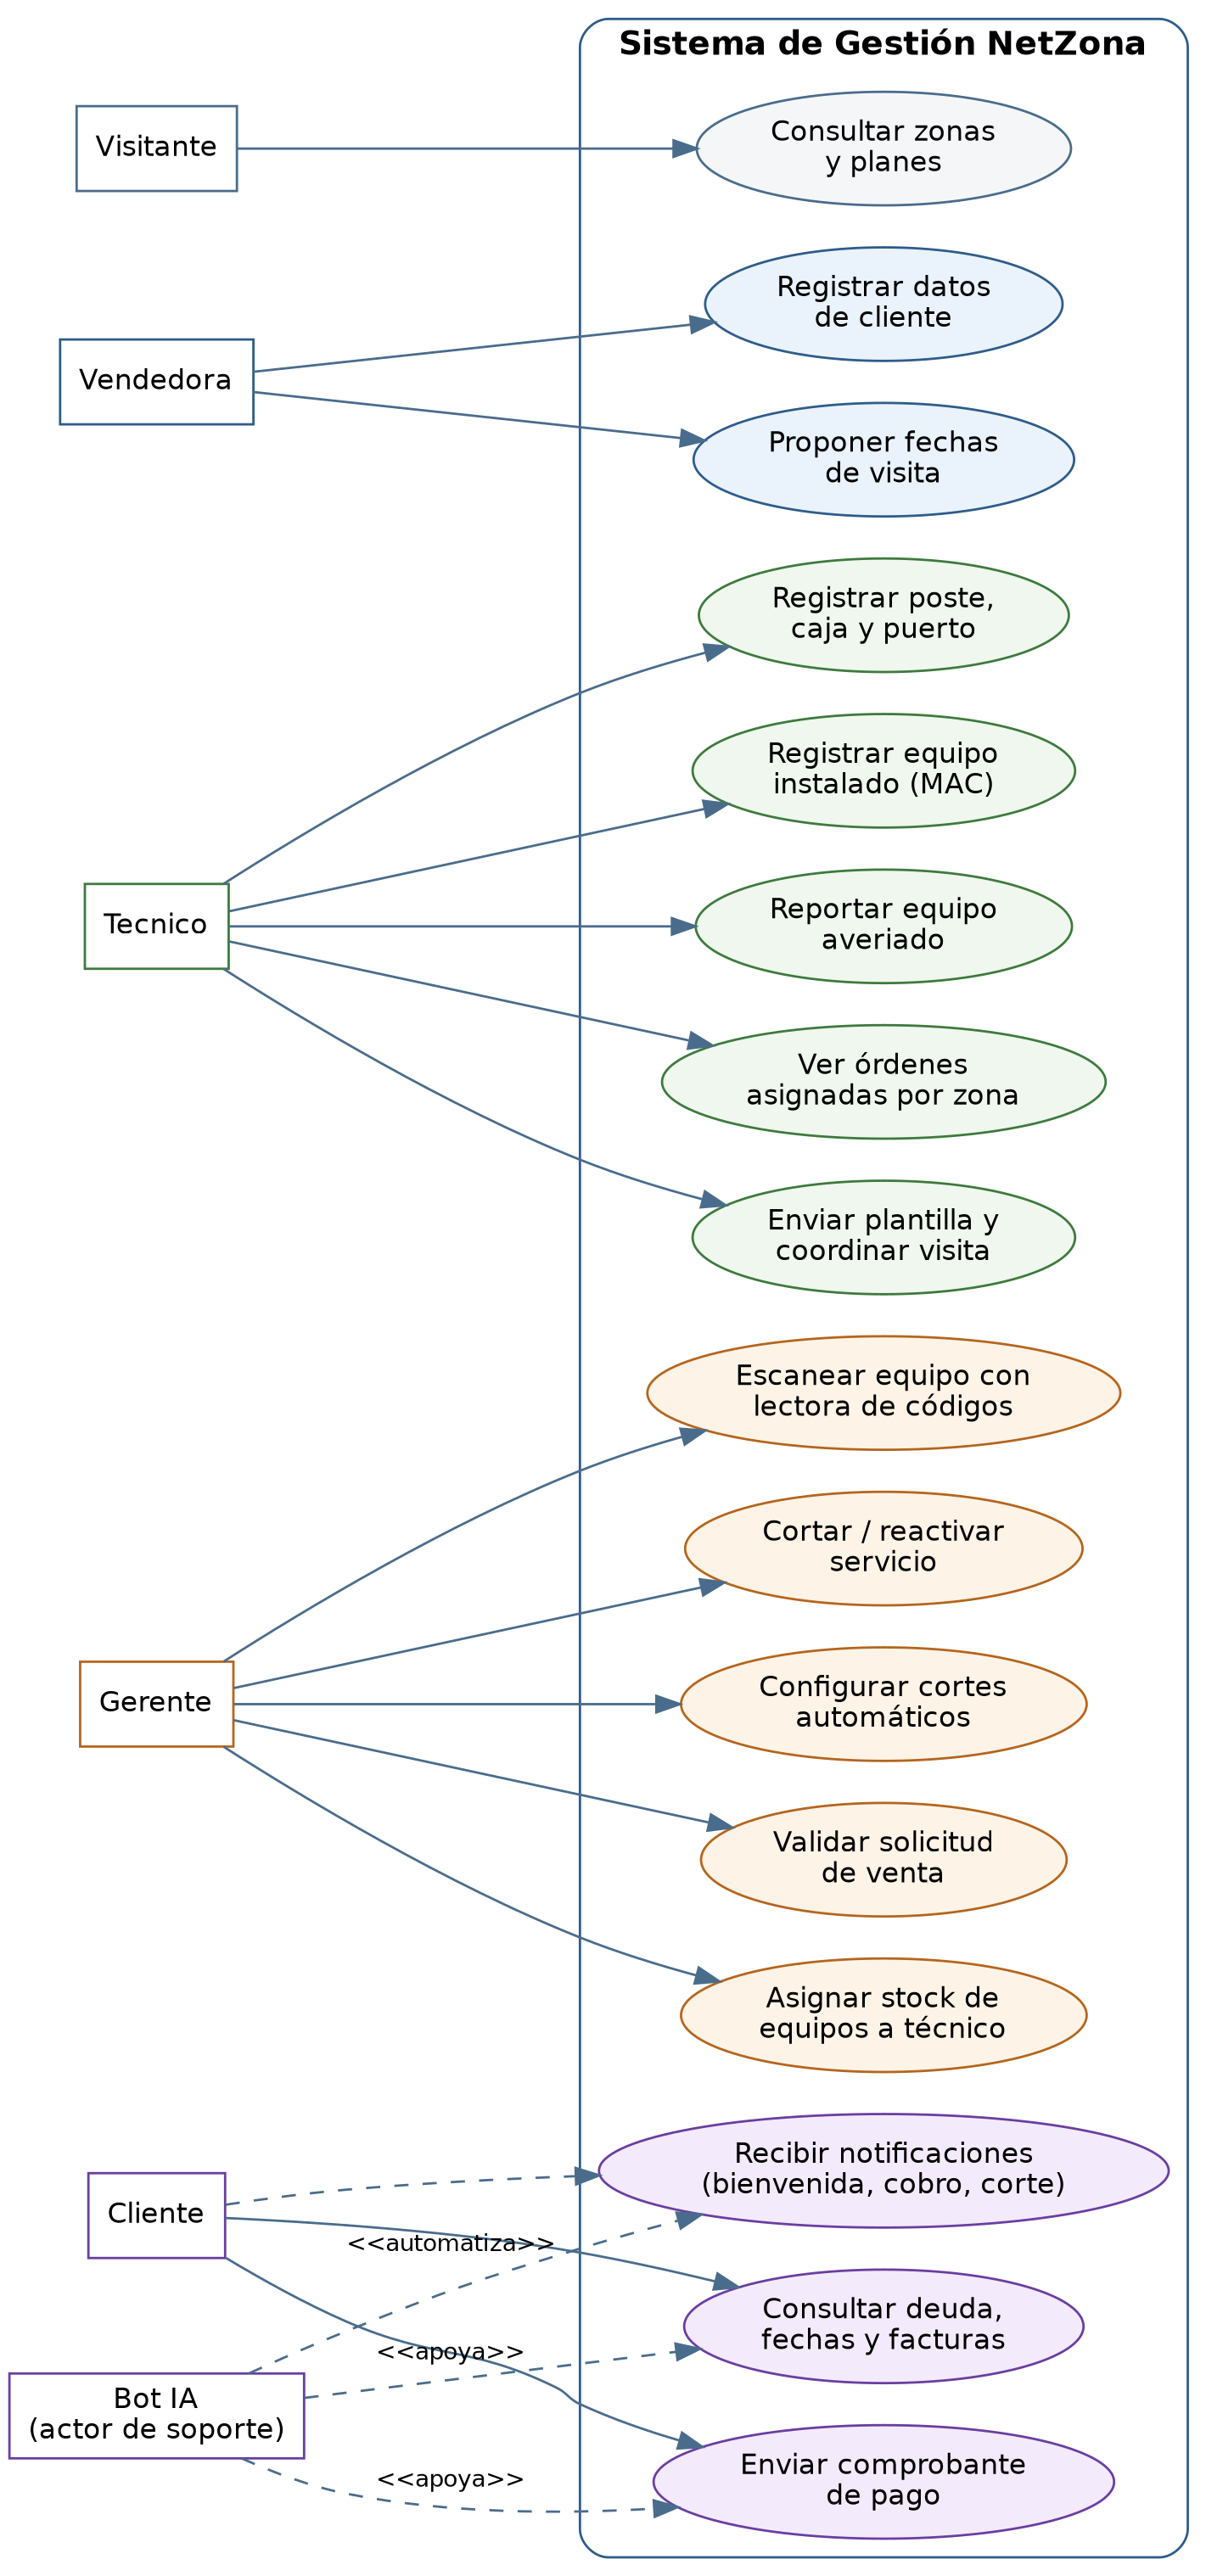 Sistema de Gestión NetZona
Visitante
Consultar zonas
y planes
Vendedora
Registrar datos
de cliente
Proponer fechas
de visita
Tecnico
Registrar poste,
caja y puerto
Registrar equipo
instalado (MAC)
Reportar equipo
averiado
Ver órdenes
asignadas por zona
Enviar plantilla y
coordinar visita
Gerente
Escanear equipo con
lectora de códigos
Cortar / reactivar
servicio
Configurar cortes
automáticos
Validar solicitud
de venta
Asignar stock de
equipos a técnico
Cliente
Recibir notificaciones
(bienvenida, cobro, corte)
<<automatiza>>
Consultar deuda,
fechas y facturas
<<apoya>>
Bot IA
(actor de soporte)
<<apoya>>
Enviar comprobante
de pago